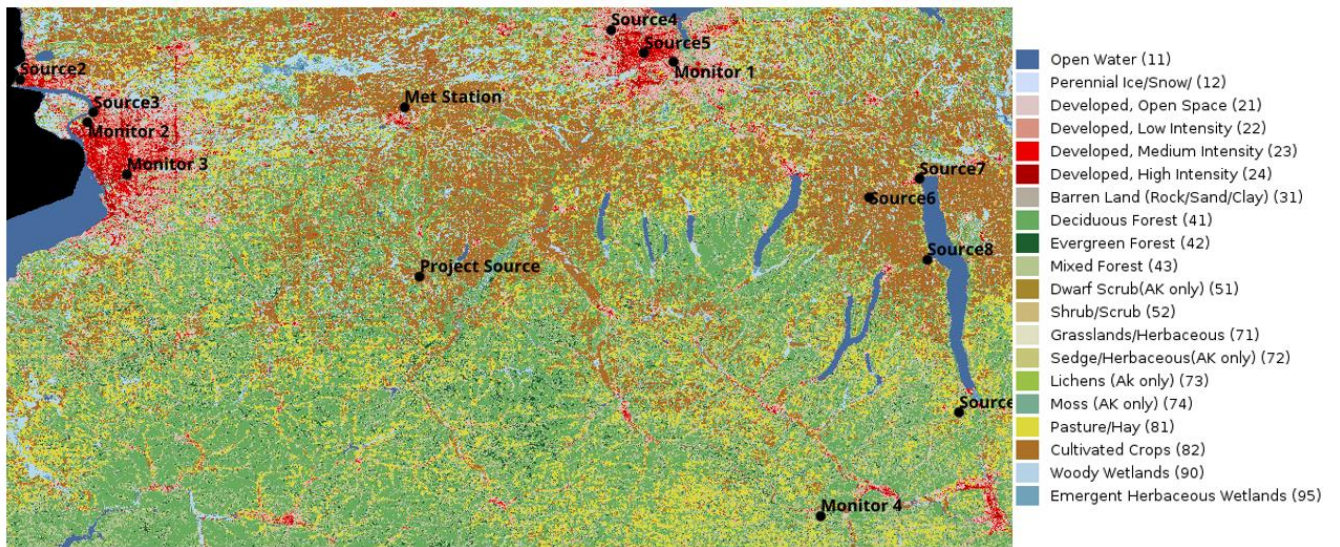 Source4
Source5
Source2
Monitor 1
Met Station
Source3
Monitor 2
Monitor 3
Source7
Source6
Source8
Project Source
Source
Monitor 4
Open Water (11)
Perennial Ice/Snow/ (12)
Developed, Open Space (21)
Developed, Low Intensity (22)
Developed, Medium Intensity (23)
Developed, High Intensity (24)
Barren Land (Rock/Sand/Clay) (31)
Deciduous Forest (41)
Evergreen Forest (42)
Mixed Forest (43)
Dwarf Scrub(AK only) (51)
Shrub/Scrub (52)
Grasslands/Herbaceous (71)
Sedge/Herbaceous(AK only) (72)
Lichens (Ak only) (73)
Moss (AK only) (74)
Pasture/Hay (81)
Cultivated Crops (82)
Woody Wetlands (90)
Emergent Herbaceous Wetlands (95)